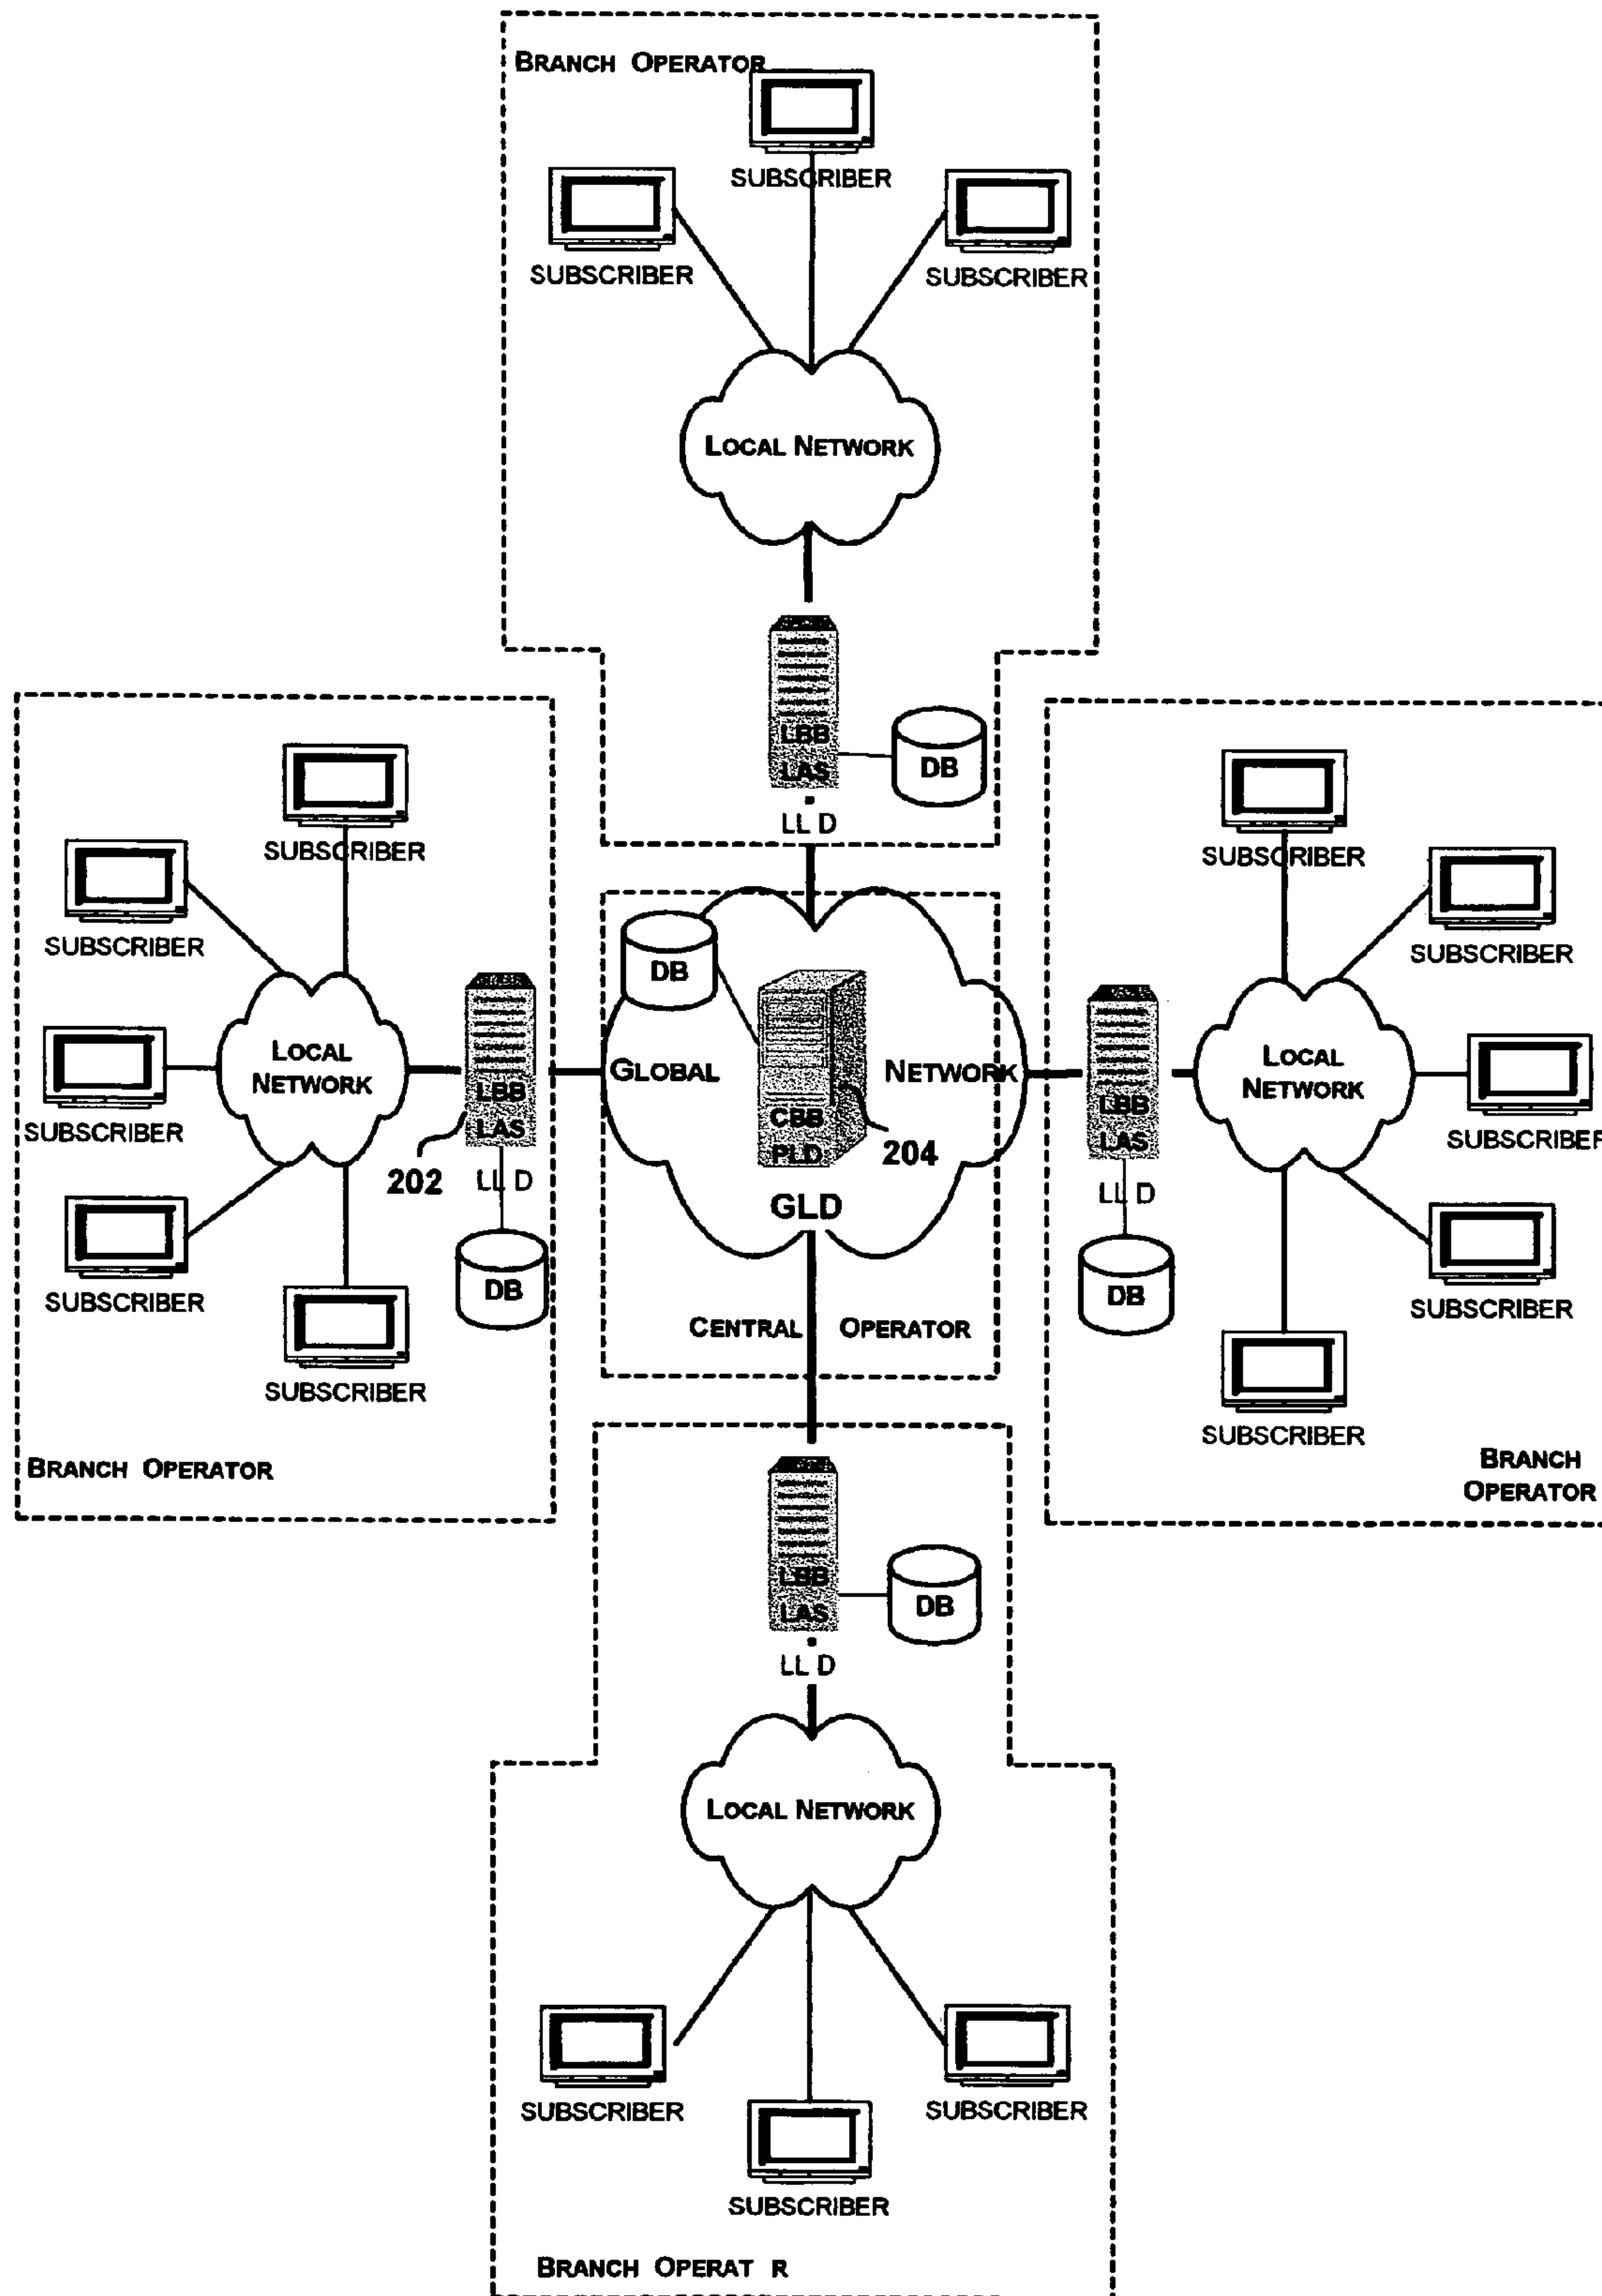 BRANCH OPERATOR
SUBSCRIBER
SUBSCRIBER
SUBSCRIBER
LOCAL NETWORK
LBB
LAS
DB
LL D
SUBSCRIBER
SUBSCRIBER
SUBSCRIBER
SUBSCRIBER
SUBSCRIBER
LOCAL
NETWORK
LBB
LAS
202
LL D
DB
BRANCH OPERATOR
DB
GLOBAL
NETWORK
CBB
PLD
204
GLD
CENTRAL OPERATOR
SUBSCRIBER
SUBSCRIBER
LBB
LAS
LL D
DB
LOCAL
NETWORK
SUBSCRIBER
SUBSCRIBER
SUBSCRIBER
BRANCH
OPERATOR
LBB
LAS
DB
LL D
LOCAL NETWORK
SUBSCRIBER
SUBSCRIBER
SUBSCRIBER
BRANCH OPERAT R